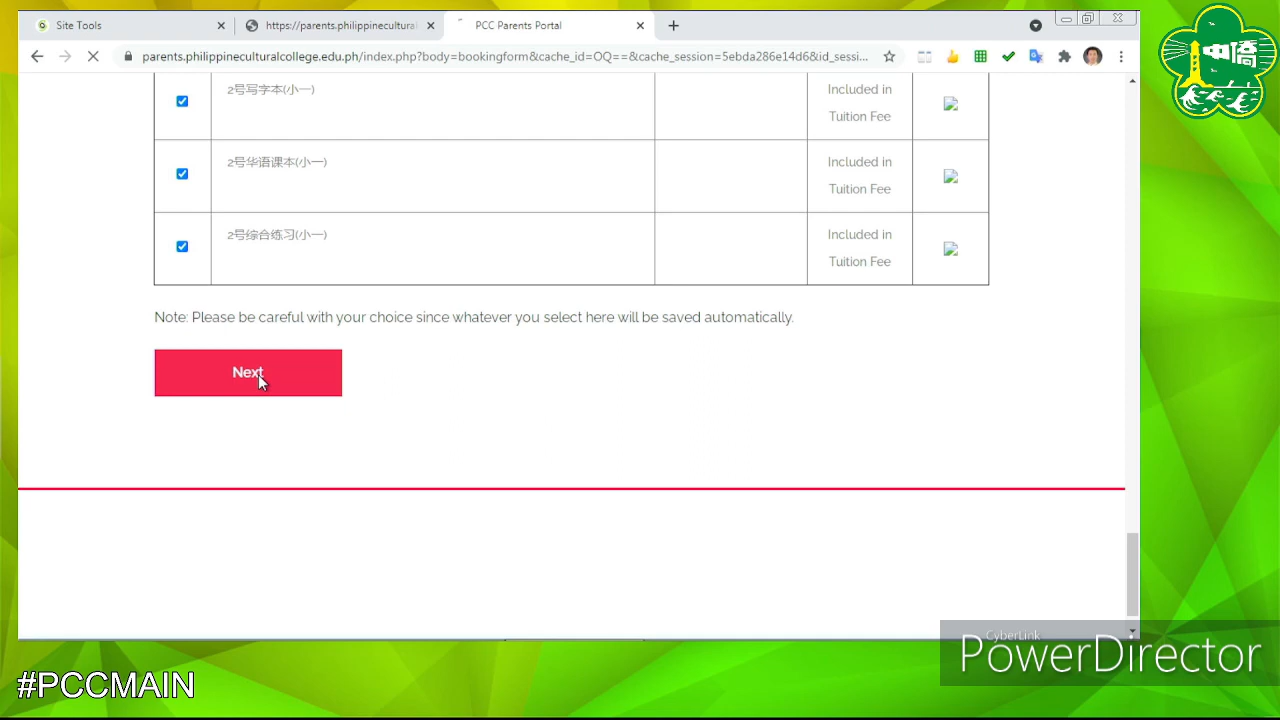 Site Tools
https://parents.philippinecultural
PCC Parents Portal
parents.philippineculturalcollege.edu.ph/index.php?body=bookingform&cache_id=OQ==&cache_session=5ebda286e14d6&id_sessi...
中僑
2号写字本(小一)
Included in
Tuition Fee
2号华语课本(小一)
Included in
Tuition Fee
2号综合练习(小一)
Included in
Tuition Fee
Note: Please be careful with your choice since whatever you select here will be saved automatically.
Next
CyberLink
PowerDirector
#PCCMAIN